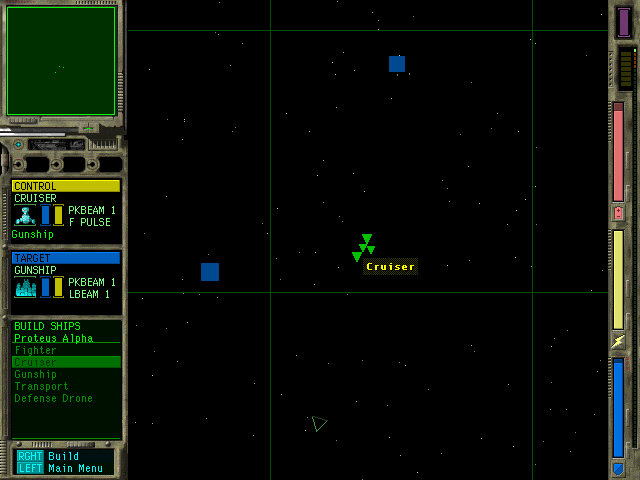 CONTROL
CRUISER
PKBEAM 1
F PULSE
Gunship
TARGET
GUNSHIP
PKBEAM 1
LBEAM 1
BUILD SHIPS
Proteus Alpha
Fighter
Cruiser
Gunship
Transport
Defense Drone
RGHT Build
LEFT Main Menu
Cruiser